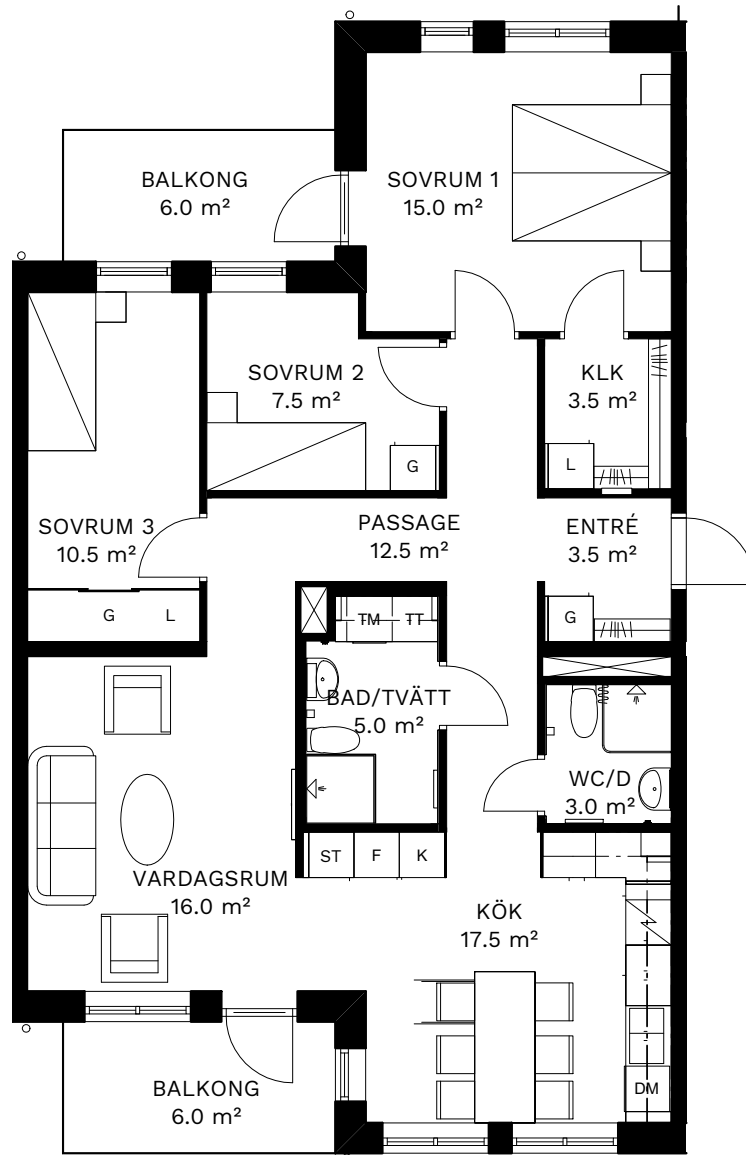 BALKONG
6.0 m²
SOVRUM 1
15.0 m²
SOVRUM 2
7.5 m²
G
KLK
3.5 m²
L
SOVRUM 3
10.5 m²
G L
PASSAGE
12.5 m²
ENTRÉ
3.5 m²
G
TM TT
BAD/TVÄTT
5.0 m²
WC/D
3.0 m²
ST F K
VARDAGSRUM
16.0 m²
KÖK
17.5 m²
DM
BALKONG
6.0 m²